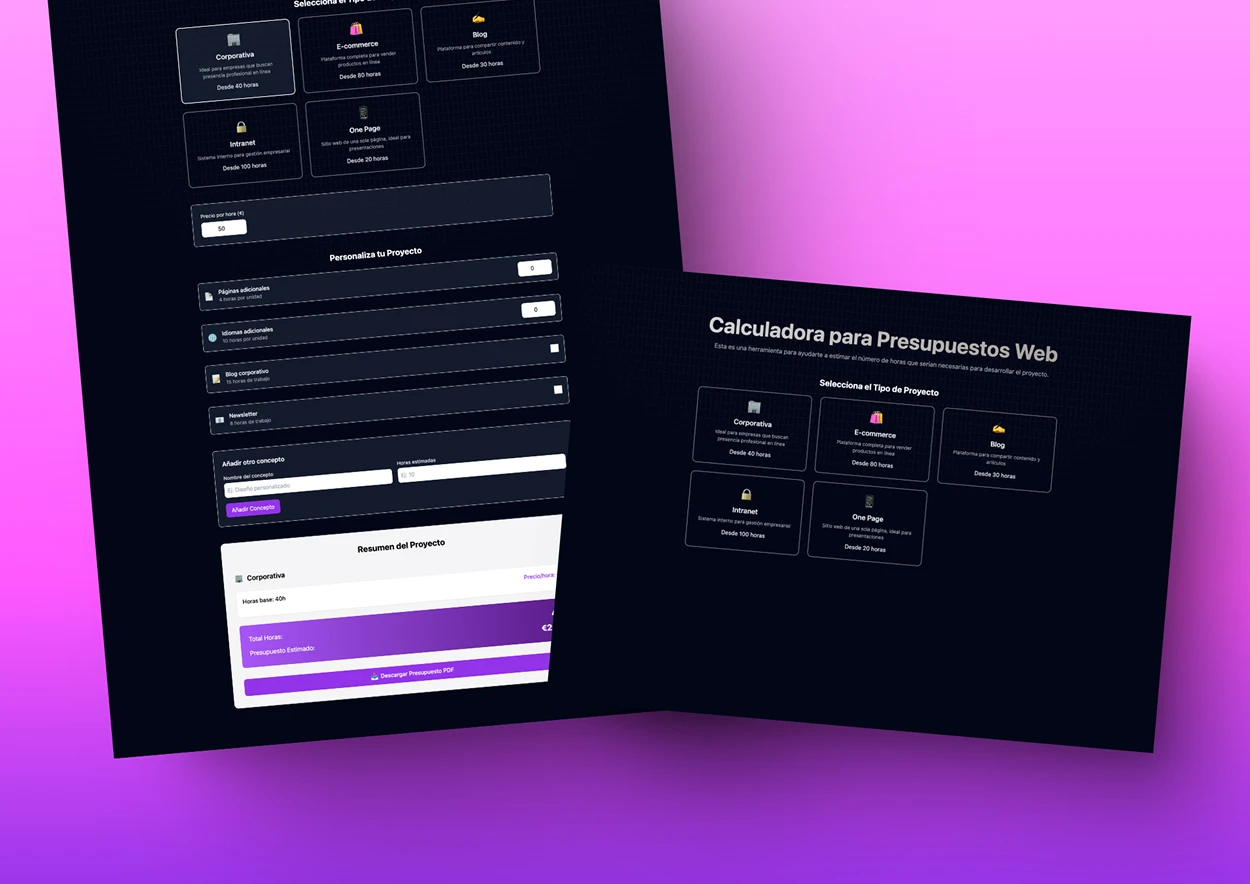 Selecciona el Tipo de
Corporativa
Ideal para empresas que buscan
presencia profesional en línea
Desde 40 horas
E-commerce
Plataforma completa para vender
productos en línea
Desde 80 horas
Blog
Plataforma para compartir contenido y
artículos
Desde 30 horas
Intranet
Sistema interno para gestión empresarial
Desde 100 horas
One Page
Sitio web de una sola página, ideal para
presentaciones
Desde 20 horas
Precio por hora (€)
50
Personaliza tu Proyecto
Páginas adicionales
4 horas por unidad
0
Idiomas adicionales
10 horas por unidad
0
Blog corporativo
15 horas de trabajo
Newsletter
8 horas de trabajo
Añadir otro concepto
Nombre del concepto
Ej: Diseño personalizado
Horas estimadas
Ej: 10
Añadir Concepto
Resumen del Proyecto
Corporativa
Precio/hora:
Horas base: 40h
Total Horas:
Presupuesto Estimado:
€2
Descargar Presupuesto PDF
Calculadora para Presupuestos Web
Esta es una herramienta para ayudarte a estimar el número de horas que serían necesarias para desarrollar el proyecto.
Selecciona el Tipo de Proyecto
Corporativa
Ideal para empresas que buscan
presencia profesional en línea
Desde 40 horas
E-commerce
Plataforma completa para vender
productos en línea
Desde 80 horas
Blog
Plataforma para compartir contenido y
artículos
Desde 30 horas
Intranet
Sistema interno para gestión empresarial
Desde 100 horas
One Page
Sitio web de una sola página, ideal para
presentaciones
Desde 20 horas